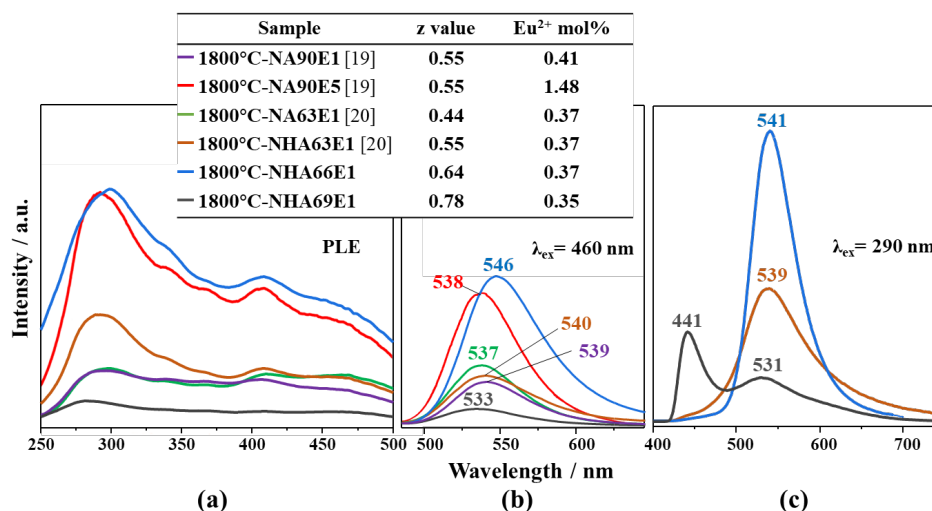 Sample z value Eu²⁺ mol%
1800°C-NA90E1 [19] 0.55 0.41
1800°C-NA90E5 [19] 0.55 1.48
1800°C-NA63E1 [20] 0.44 0.37
1800°C-NHA63E1 [20] 0.55 0.37
1800°C-NHA66E1 0.64 0.37
1800°C-NHA69E1 0.78 0.35
Intensity / a.u.
PLE
250 300 350 400 450 500
(a)
λex= 460 nm
546
538
540
537
539
533
500 550 600
Wavelength / nm
(b)
541
λex= 290 nm
539
441
531
400 500 600 700
(c)